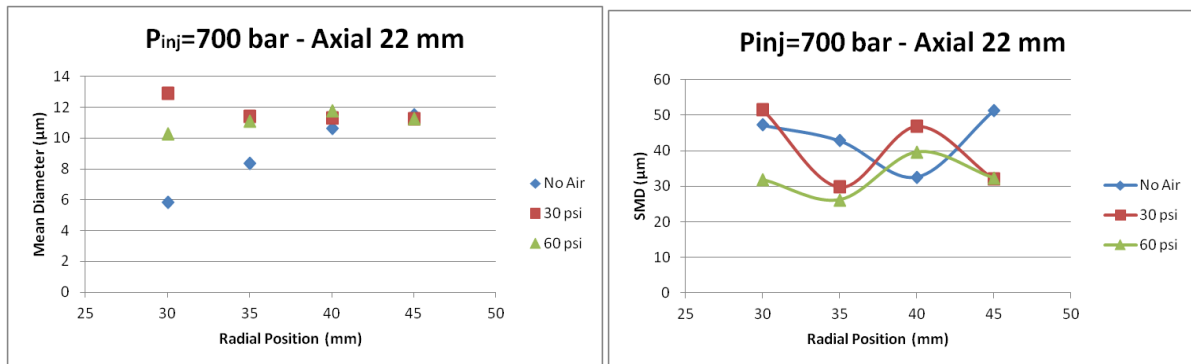 Pinj=700 bar - Axial 22 mm
Mean Diameter (µm)
14
12
10
8
6
4
2
0
25
30
35
40
45
50
Radial Position (mm)
No Air
30 psi
60 psi
Pinj=700 bar - Axial 22 mm
SMD (µm)
60
50
40
30
20
10
0
25
30
35
40
45
50
Radial Position (mm)
No Air
30 psi
60 psi